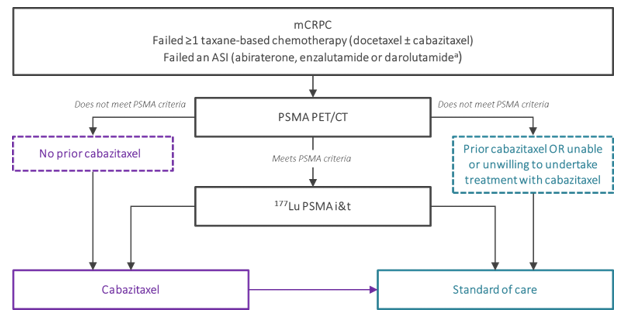 mCRPC
Failed ≥1 taxane-based chemotherapy (docetaxel ± cabazitaxel)
Failed an ASI (abiraterone, enzalutamide or darolutamideᵃ)
Does not meet PSMA criteria
Does not meet PSMA criteria
PSMA PET/CT
No prior cabazitaxel
Meets PSMA criteria
Prior cabazitaxel OR unable
or unwilling to undertake
treatment with cabazitaxel
¹⁷⁷Lu PSMA i&t
Cabazitaxel
Standard of care